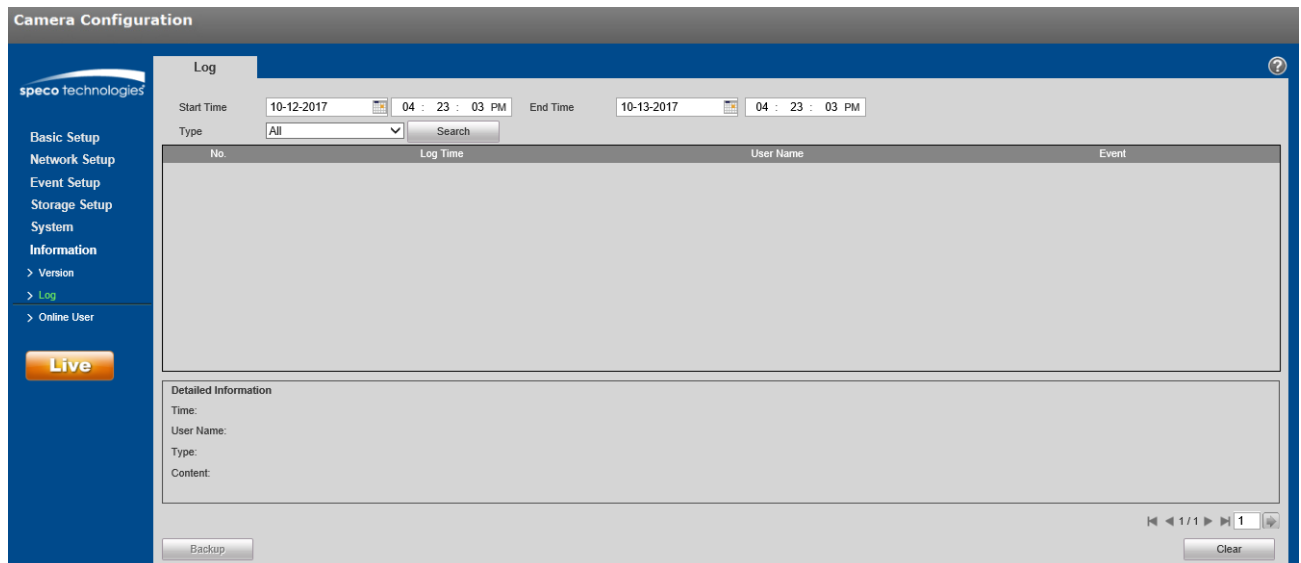 Camera Configuration
speco technologies
Basic Setup
Network Setup
Event Setup
Storage Setup
System
Information
> Version
> Log
> Online User
Live
Log
?
Start Time 10-12-2017 04 : 23 : 03 PM End Time 10-13-2017 04 : 23 : 03 PM
Type All Search
No. Log Time User Name Event
Detailed Information
Time:
User Name:
Type:
Content:
1 / 1 1
Backup Clear